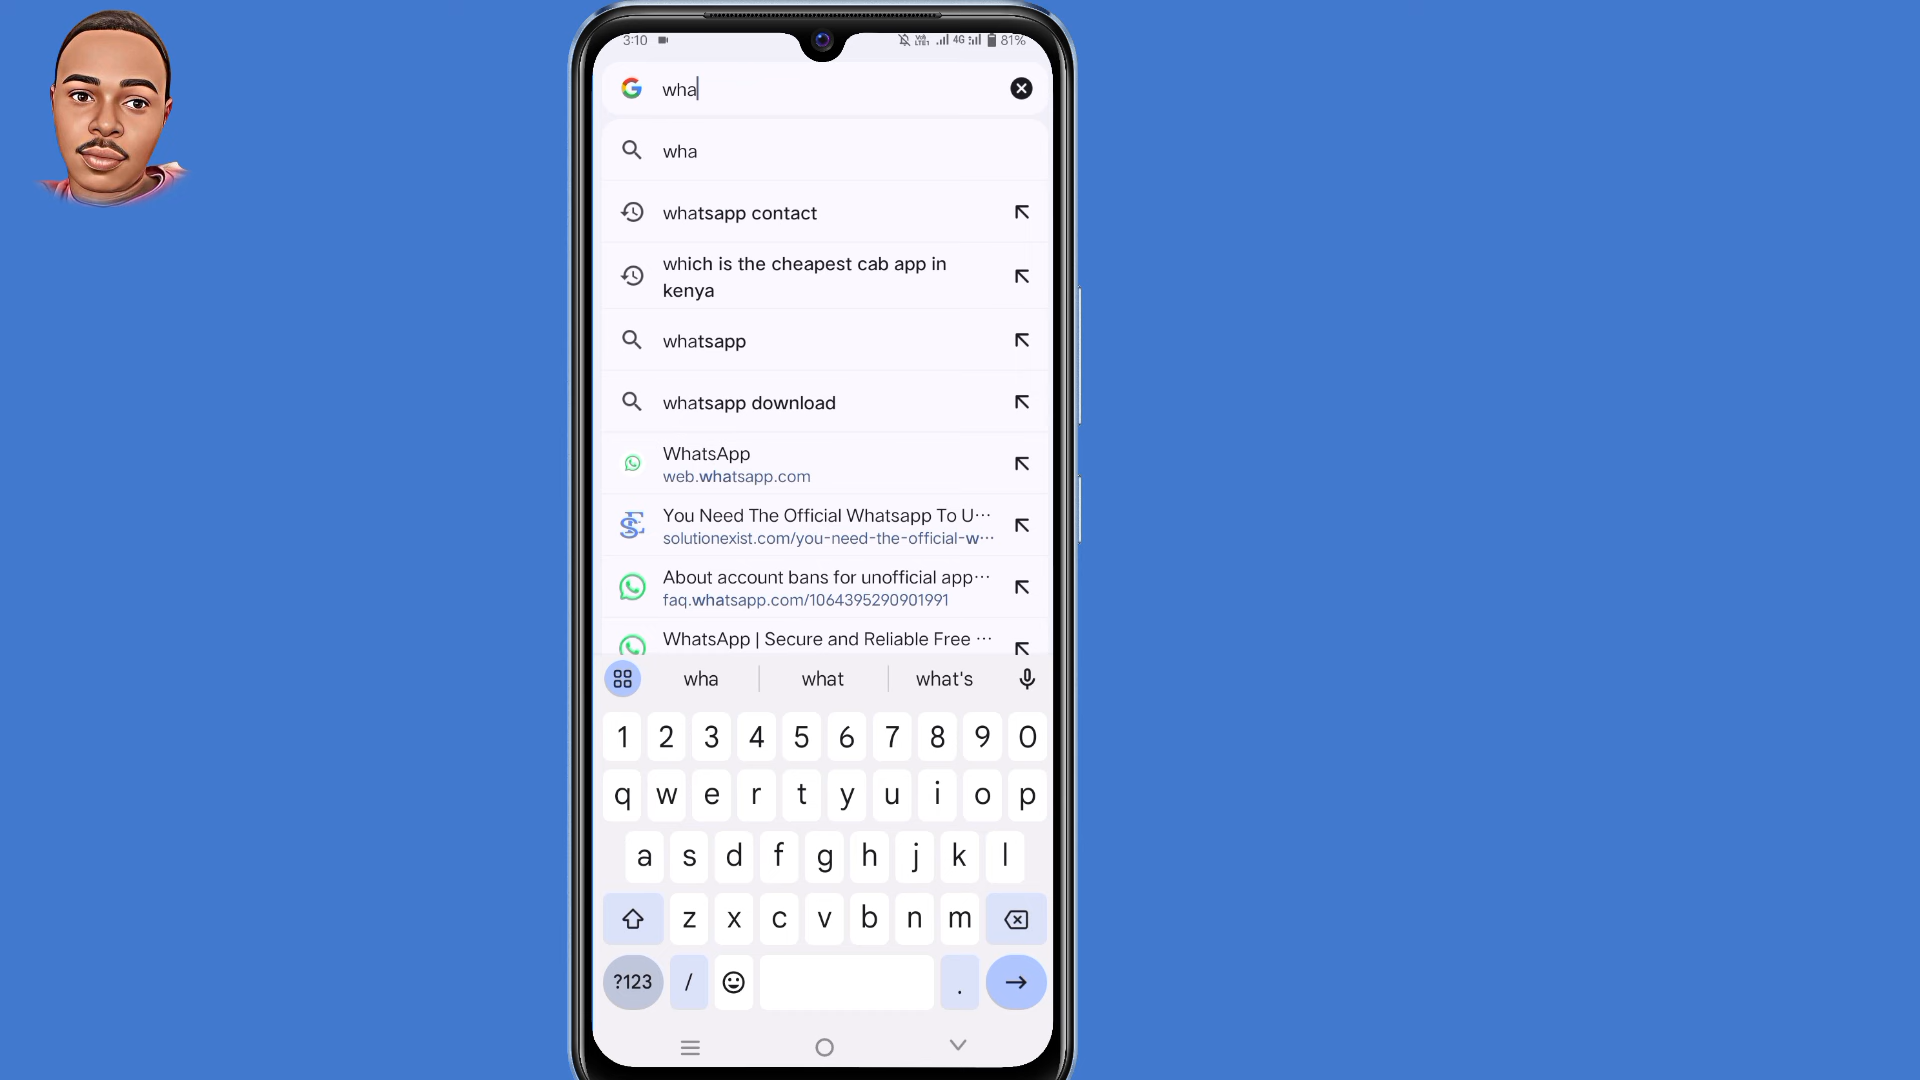 3:10
Vo
LTE1
4G
81%
wha
wha
whatsapp contact
which is the cheapest cab app in
kenya
whatsapp
whatsapp download
WhatsApp
web.whatsapp.com
You Need The Official Whatsapp To U···
solutionexist.com/you-need-the-official-w···
About account bans for unofficial app···
faq.whatsapp.com/1064395290901991
WhatsApp | Secure and Reliable Free ···
wha what what's
1 2 3 4 5 6 7 8 9 0
q w e r t y u i o p
a s d f g h j k l
z x c v b n m
?123 / .